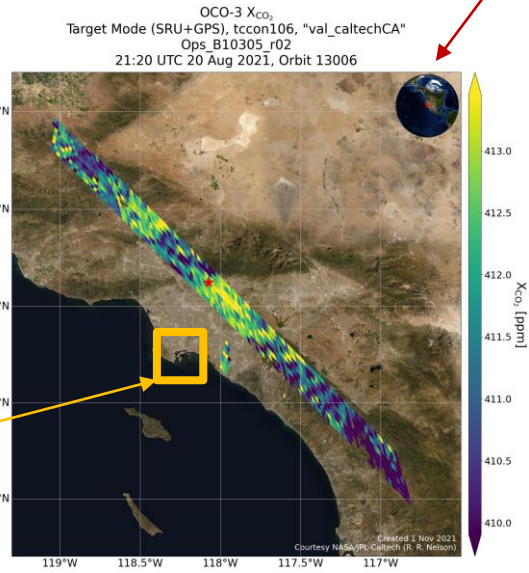 OCO-3 X_CO₂
Target Mode (SRU+GPS), tccon106, "val_caltechCA"
Ops_B10305_r02
21:20 UTC 20 Aug 2021, Orbit 13006
°N
°N
°N
°N
°N
119°W
118.5°W
118°W
117.5°W
117°W
413.0
412.5
412.0
411.5
411.0
410.5
410.0
X_CO₂ [ppm]
Created 1 Nov 2021
Courtesy NASA/JPL-Caltech (R. R. Nelson)